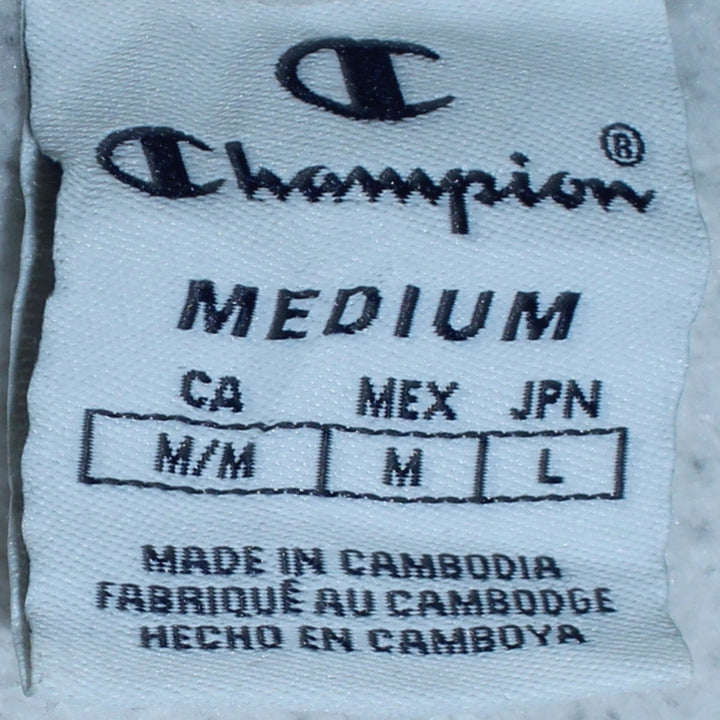 Champion®
MEDIUM
CA MEX JPN
M/M M L
MADE IN CAMBODIA
FABRIQUÉ AU CAMBODGE
HECHO EN CAMBOYA